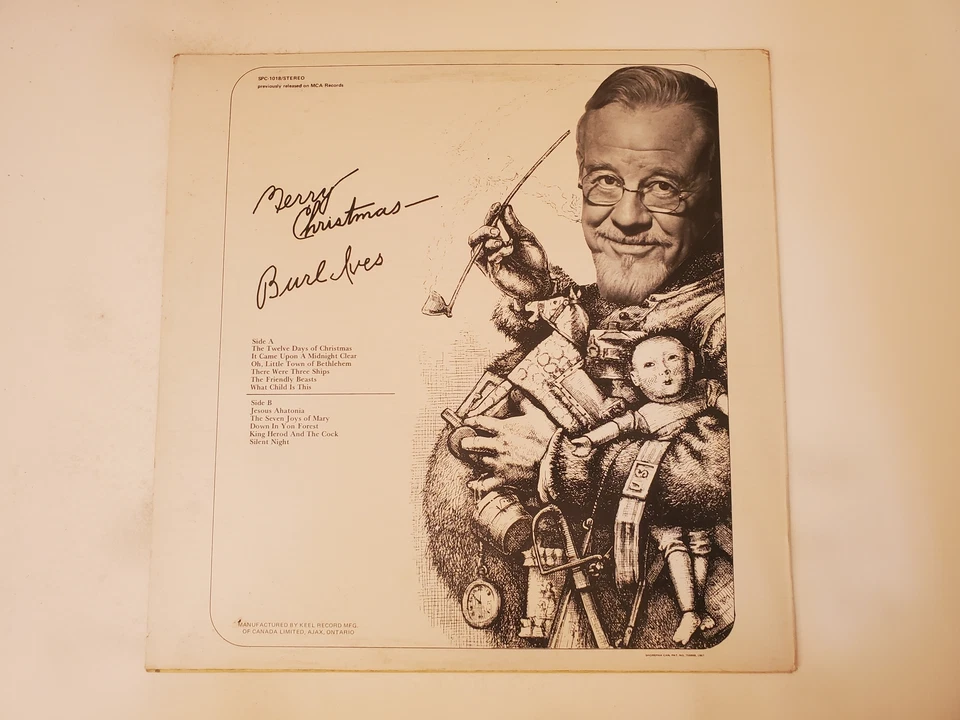 SPC-1018/STEREO
previously released on MCA Records
Merry
Christmas
Burl Ives
Side A
The Twelve Days of Christmas
It Came Upon A Midnight Clear
Oh, Little Town of Bethlehem
There Were Three Ships
The Friendly Beasts
What Child Is This
Side B
Jesous Ahatonia
The Seven Joys of Mary
Down In Yon Forest
King Herod And The Cock
Silent Night
MANUFACTURED BY KEEL RECORD MFG.
OF CANADA LIMITED, AJAX, ONTARIO